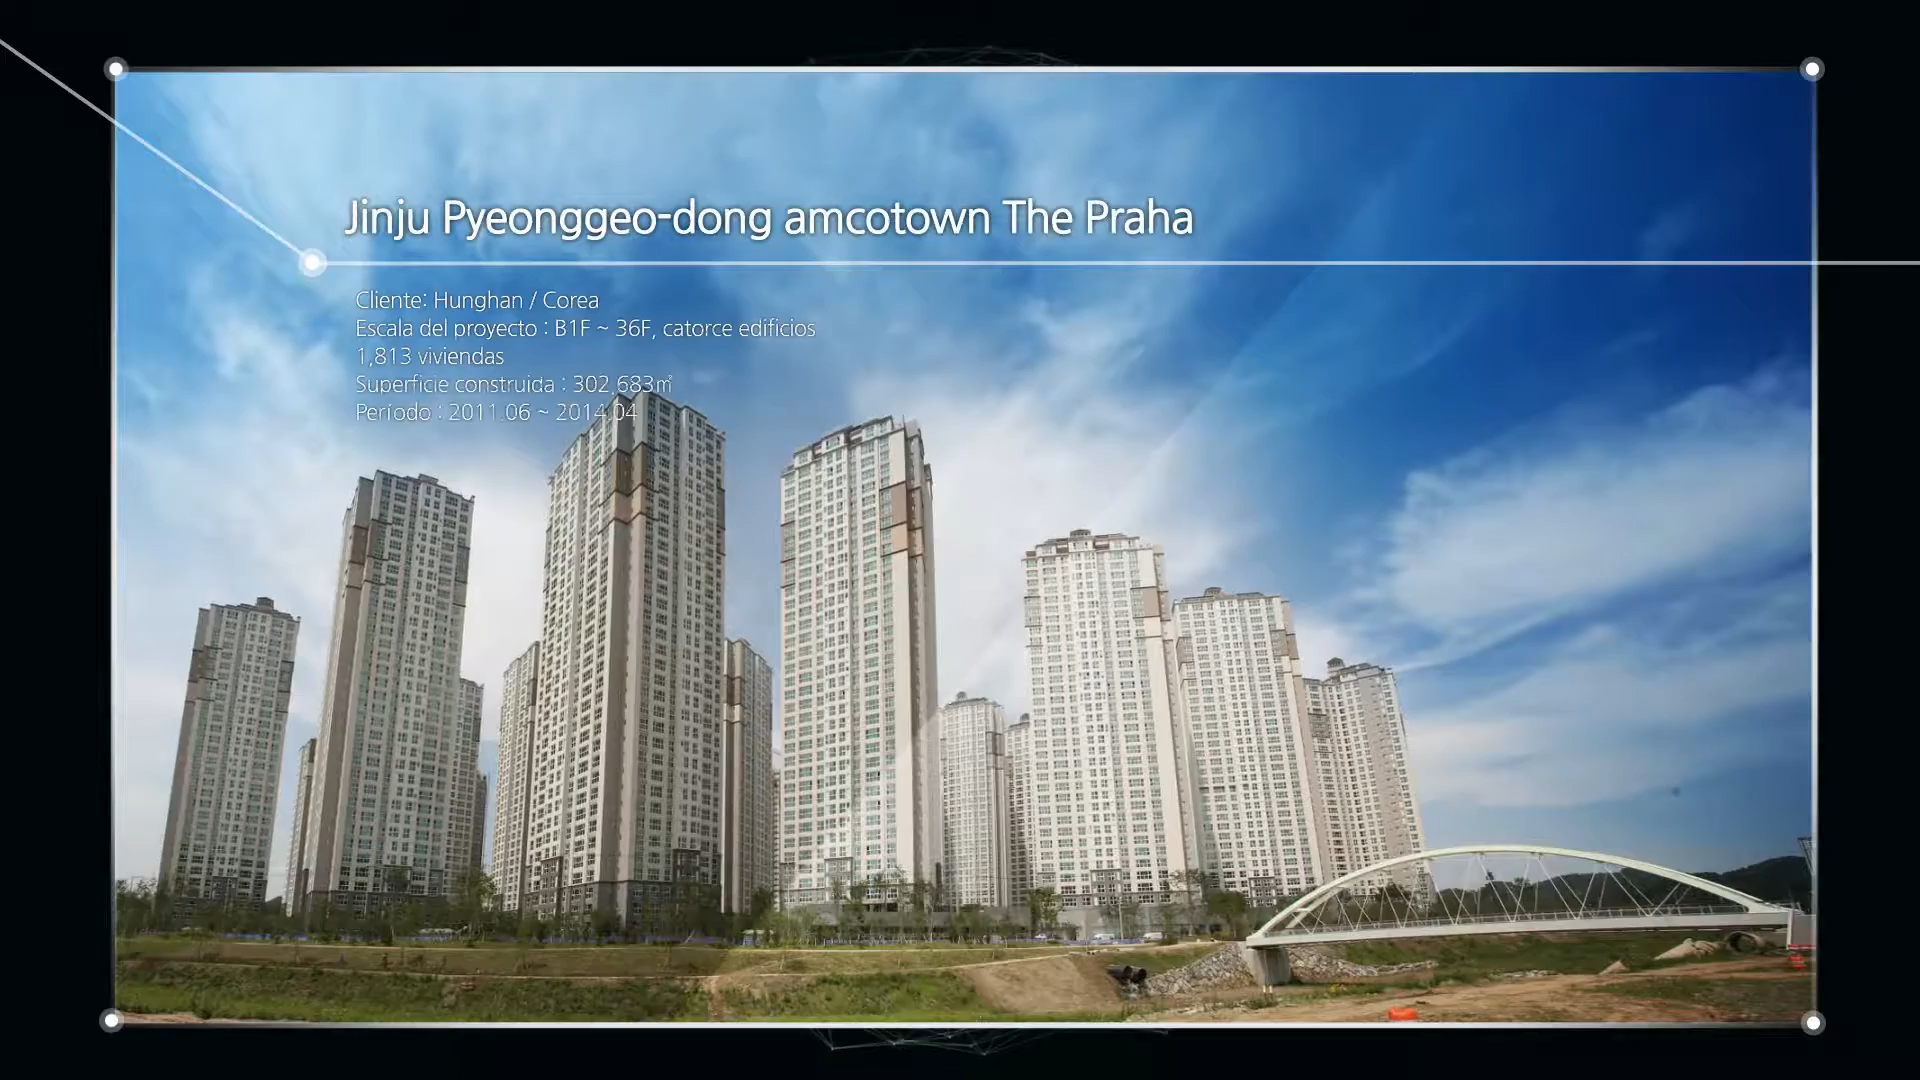 Jinju Pyeonggeo-dong amcotown The Praha
Cliente: Hunghan / Corea
Escala del proyecto : B1F ~ 36F, catorce edificios
1,813 viviendas
Superficie construida : 302,683㎡
Período : 2011.06 ~ 2014.04